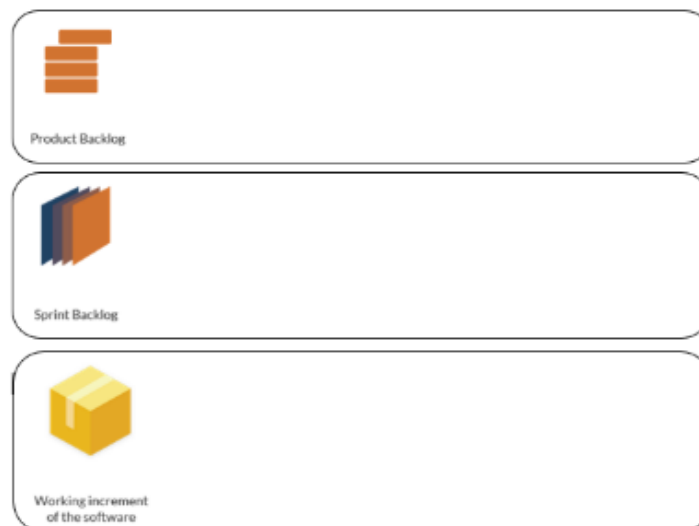 Product Backlog
Sprint Backlog
Working increment
of the software